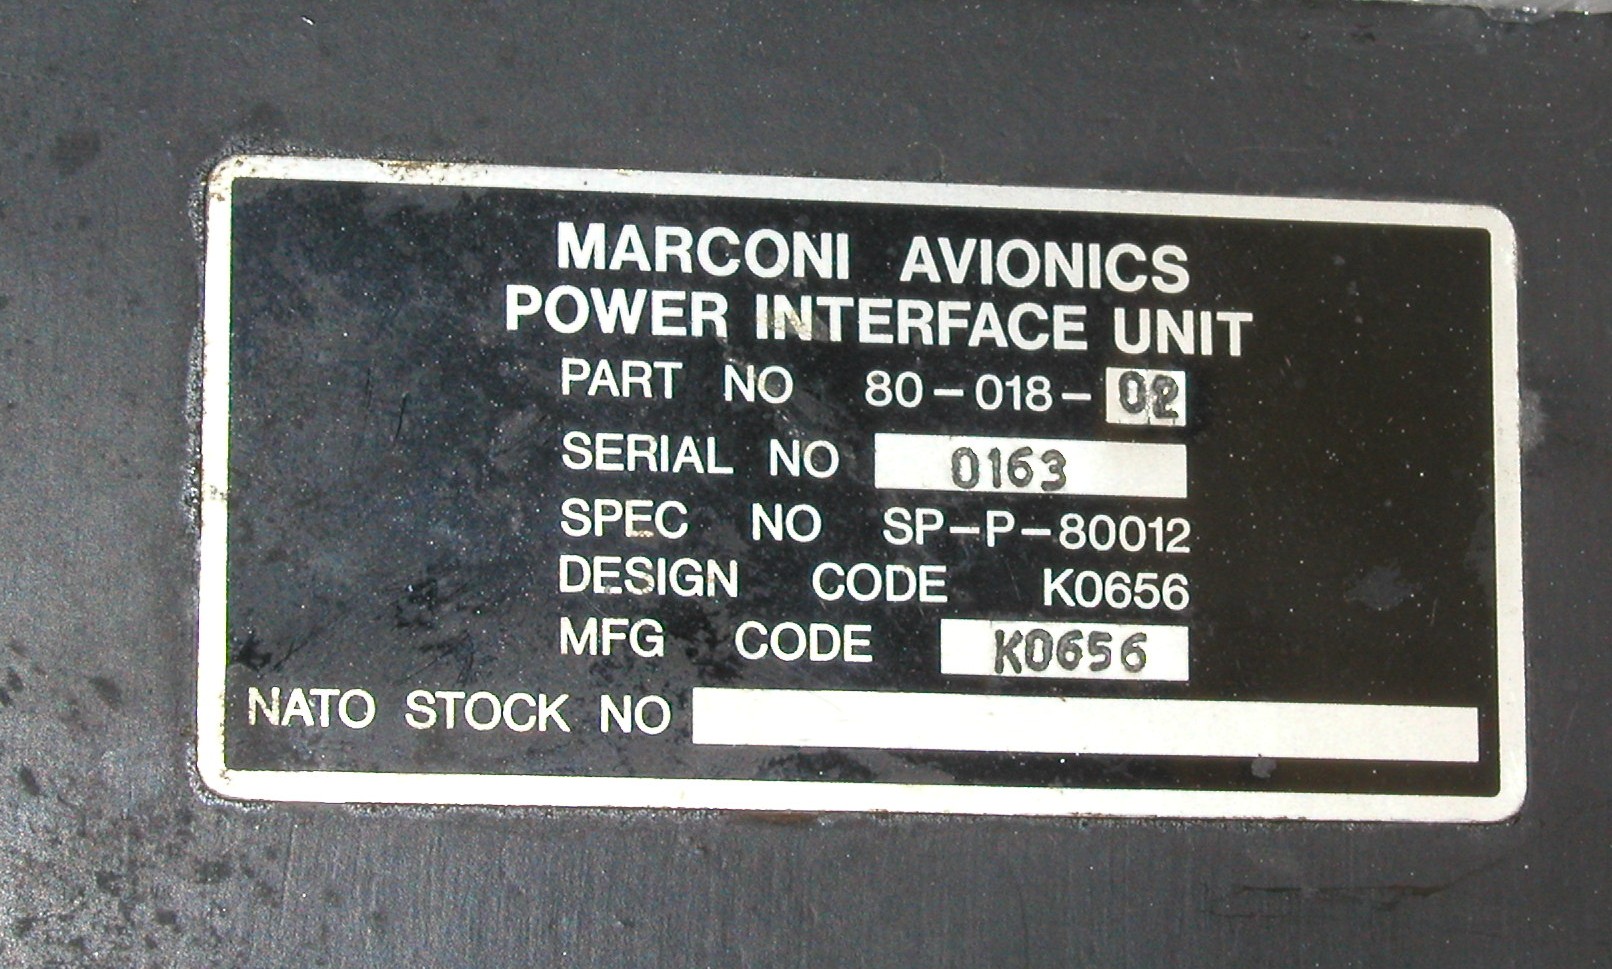 MARCONI AVIONICS
POWER INTERFACE UNIT
PART NO 80-018-02
SERIAL NO 0163
SPEC NO SP-P-80012
DESIGN CODE K0656
MFG CODE K0656
NATO STOCK NO